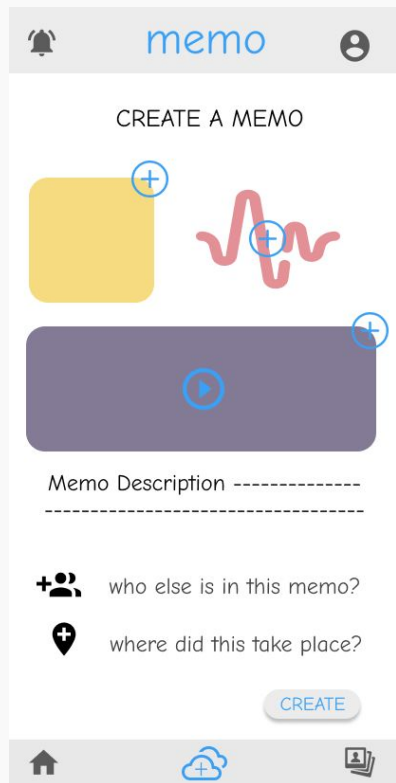 memo
CREATE A MEMO
Memo Description --------------
-----------------------------------
who else is in this memo?
where did this take place?
CREATE